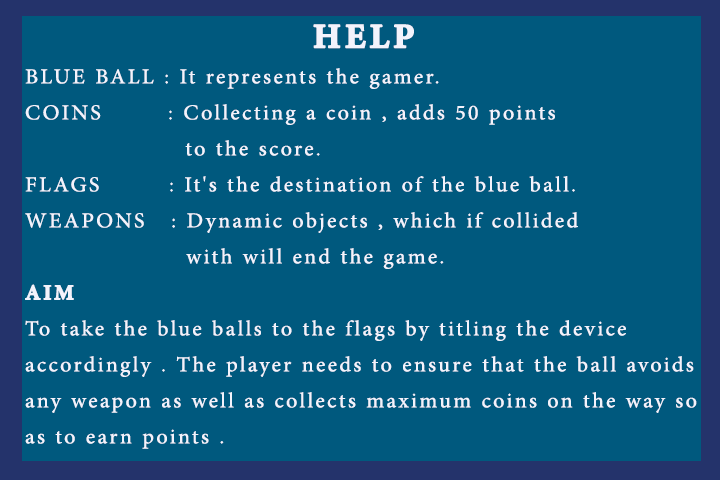 HELP
BLUE BALL : It represents the gamer.
COINS : Collecting a coin , adds 50 points
to the score.
FLAGS : It's the destination of the blue ball.
WEAPONS : Dynamic objects , which if collided
with will end the game.
AIM
To take the blue balls to the flags by titling the device
accordingly . The player needs to ensure that the ball avoids
any weapon as well as collects maximum coins on the way so
as to earn points .